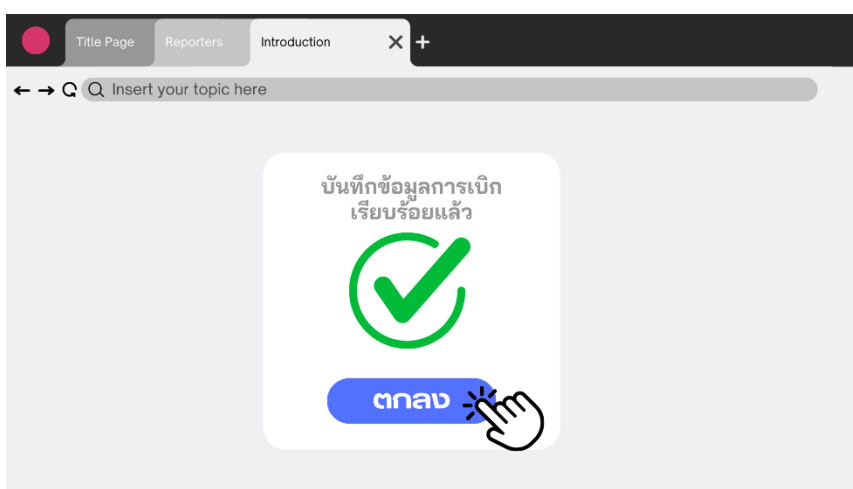 Title Page
Reporters
Introduction
Insert your topic here
บันทึกข้อมูลการเบิก
เรียบร้อยแล้ว
ตกลง